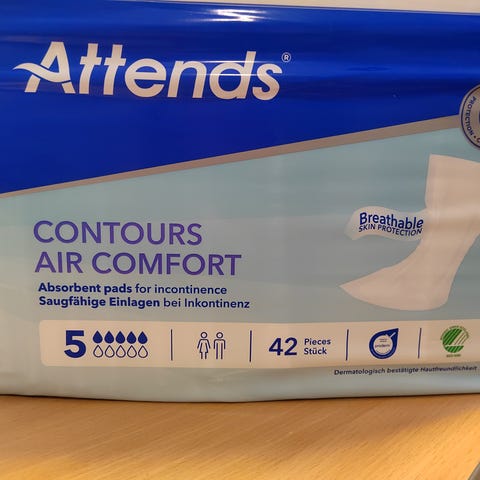 Attends®
PROTECTION
CONTOURS
AIR COMFORT
Breathable
SKIN PROTECTION
Absorbent pads for incontinence
Saugfähige Einlagen bei Inkontinenz
5
42 Pieces
Stück
Dermatologisch bestätigte Hautfreundlichkeit